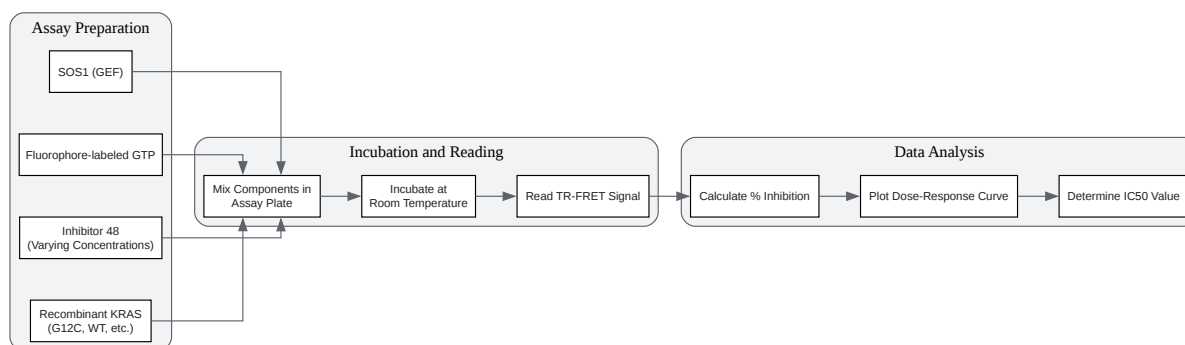 Assay Preparation
SOS1 (GEF)
Fluorophore-labeled GTP
Inhibitor 48
(Varying Concentrations)
Recombinant KRAS
(G12C, WT, etc.)
Incubation and Reading
Mix Components in
Assay Plate
Incubate at
Room Temperature
Read TR-FRET Signal
Data Analysis
Calculate % Inhibition
Plot Dose-Response Curve
Determine IC50 Value